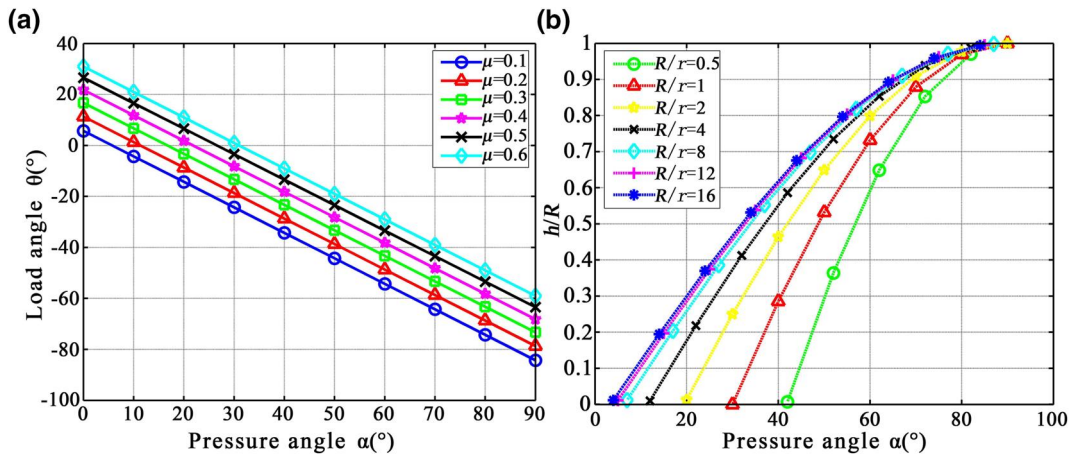 (a)
40
20
0
-20
-40
-60
-80
-100
Load angle θ(°)
0 10 20 30 40 50 60 70 80 90
Pressure angle α(°)
μ=0.1
μ=0.2
μ=0.3
μ=0.4
μ=0.5
μ=0.6
(b)
1
0.9
0.8
0.7
0.6
0.5
0.4
0.3
0.2
0.1
0
h/R
0 20 40 60 80 100
Pressure angle α(°)
R/r=0.5
R/r=1
R/r=2
R/r=4
R/r=8
R/r=12
R/r=16